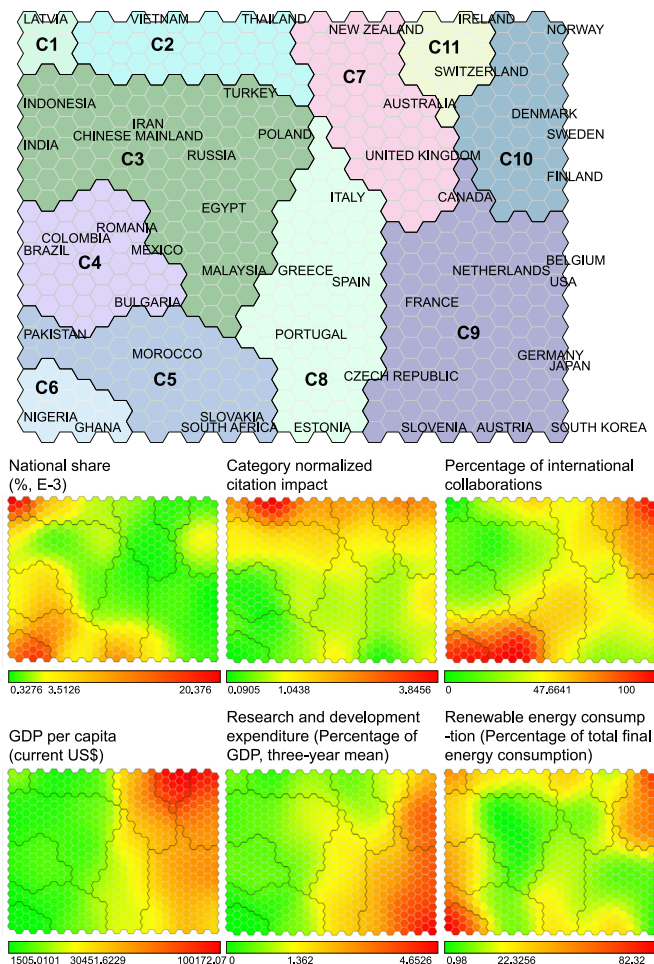 LATVIA
VIETNAM
THAILAND
IRELAND
NEW ZEALAND
NORWAY
C1
C2
C7
C11
SWITZERLAND
TURKEY
INDONESIA
AUSTRALIA
DENMARK
IRAN
CHINESE MAINLAND
POLAND
SWEDEN
INDIA
C3
RUSSIA
UNITED KINGDOM
C10
FINLAND
ITALY
CANADA
EGYPT
ROMANIA
COLOMBIA
BRAZIL
MEXICO
C4
MALAYSIA
GREECE
SPAIN
NETHERLANDS
BELGIUM
USA
BULGARIA
FRANCE
PAKISTAN
PORTUGAL
C9
MOROCCO
GERMANY
JAPAN
C6
C5
C8
CZECH REPUBLIC
NIGERIA
GHANA
SLOVAKIA
SOUTH AFRICA
ESTONIA
SLOVENIA
AUSTRIA
SOUTH KOREA
National share
(%, E-3)
Category normalized
citation impact
Percentage of international
collaborations
0.3276 3.5126 20.376
0.0905 1.0438 3.8456
0 47.6641 100
GDP per capita
(current US$)
Research and development
expenditure (Percentage of
GDP, three-year mean)
Renewable energy consump
-tion (Percentage of total final
energy consumption)
1505.0101 30451.6229 100172.07
0 1.362 4.6526
0.98 22.3256 82.32